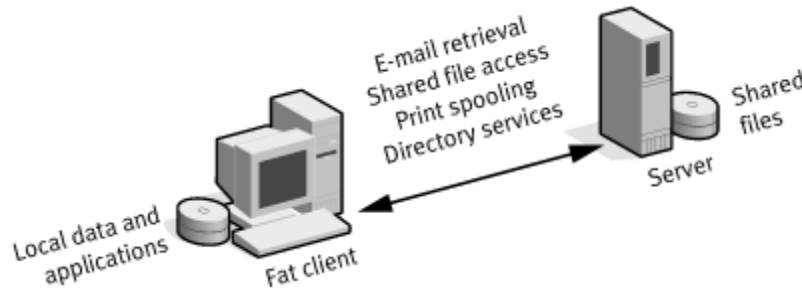 E-mail retrieval
Shared file access
Print spooling
Directory services
Shared
files
Server
Local data and
applications
Fat client